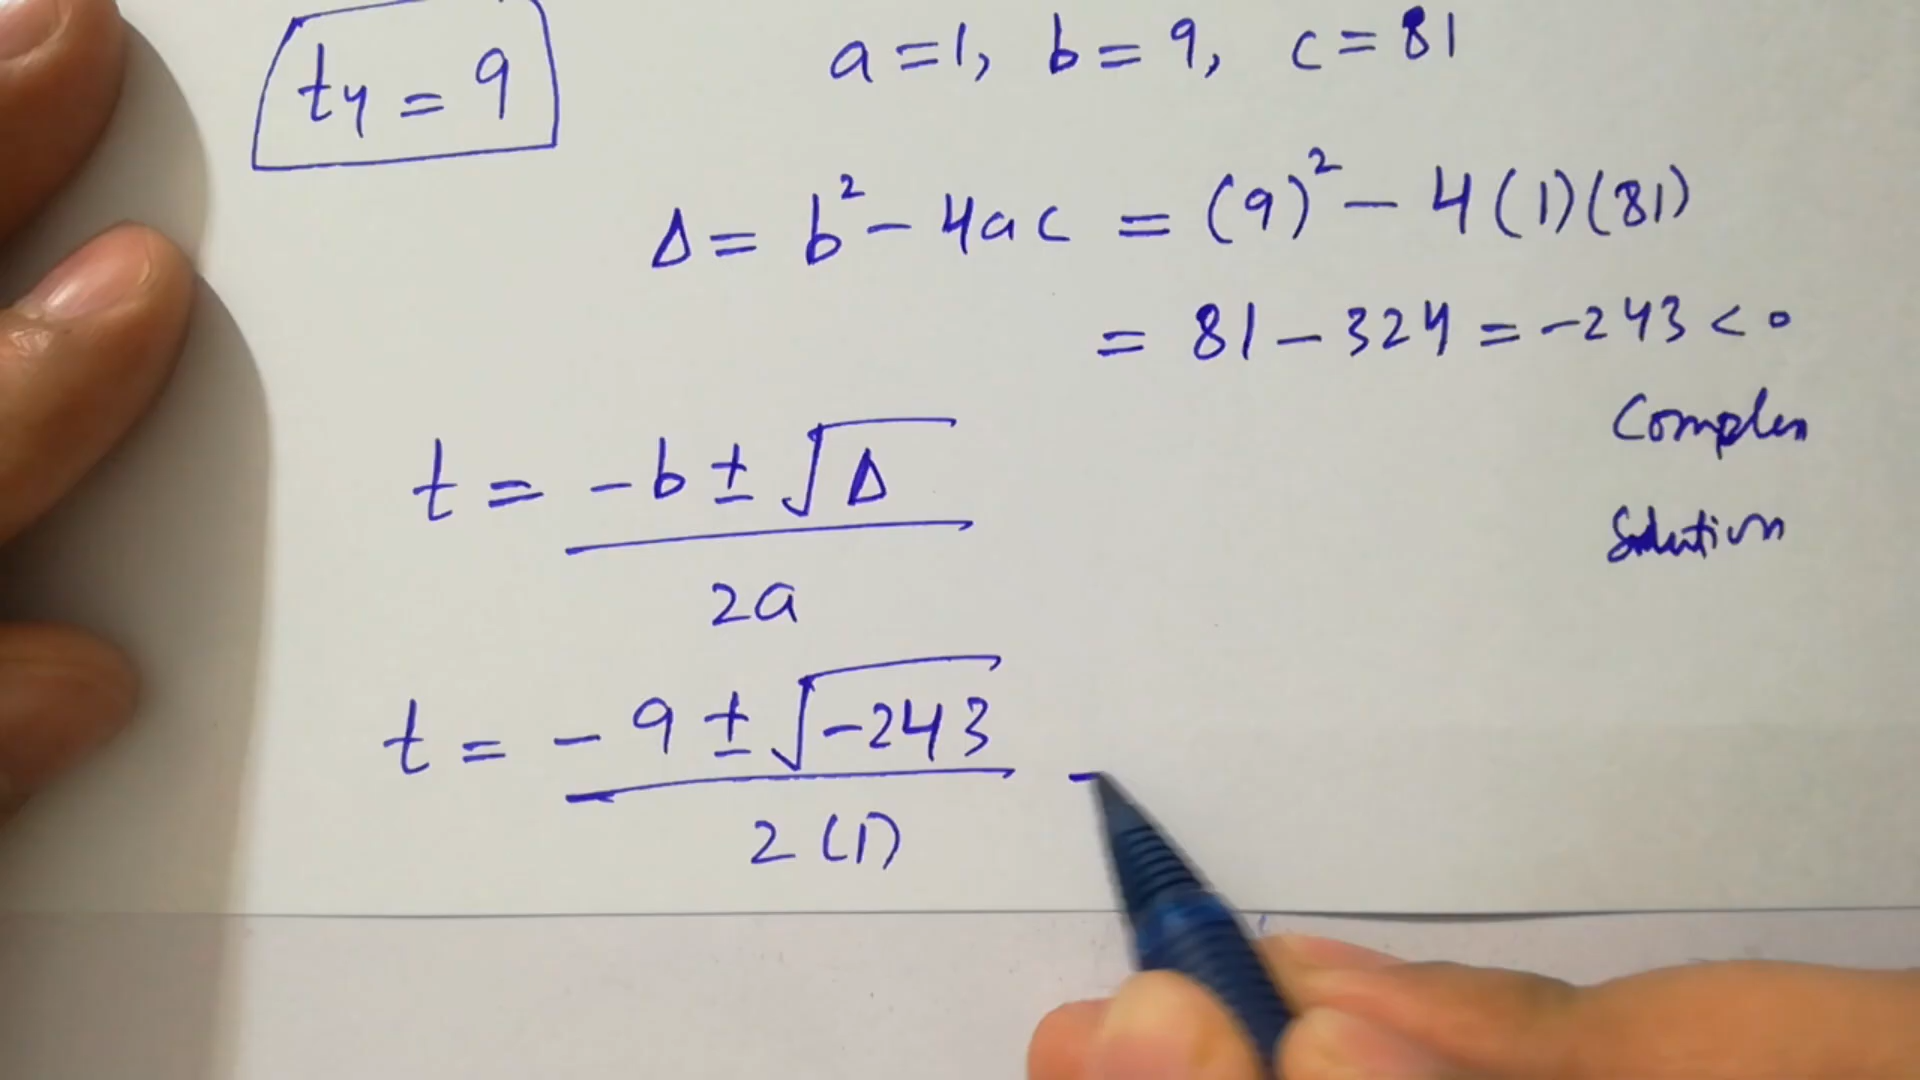 t4 = 9
a = 1, b = 9, c = 81
Δ = b² - 4ac = (9)² - 4(1)(81)
= 81 - 324 = -243 < 0
Complex
Solution
t = -b ± √Δ / 2a
t = -9 ± √-243 / 2(1)